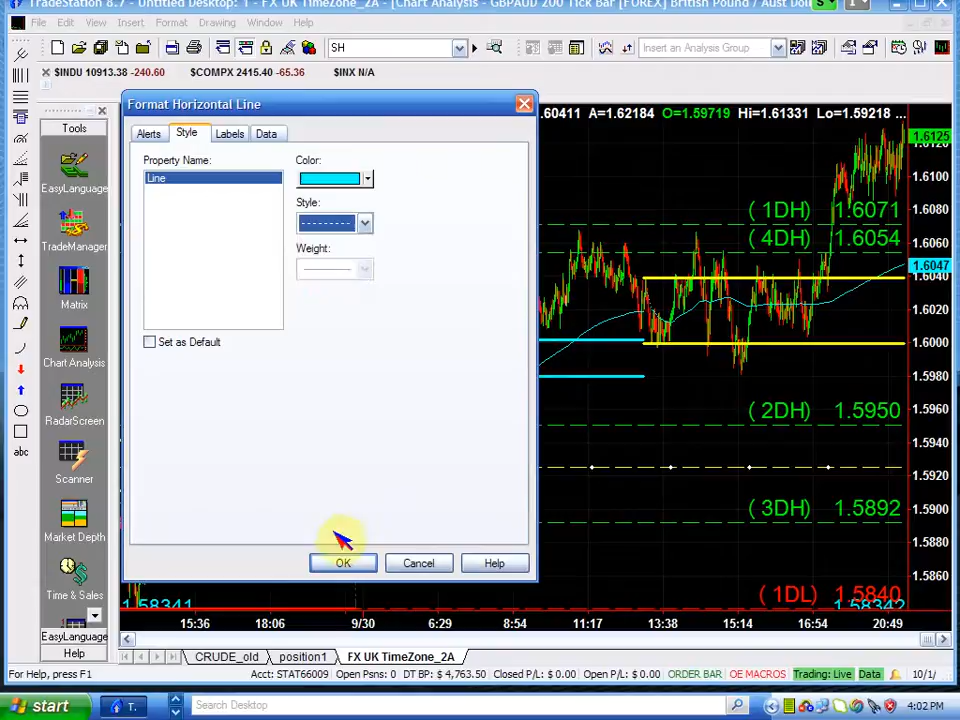 TradeStation 8.7 - Untitled Desktop: 1 - FX UK TimeZone_2A - [Chart Analysis - GBPAUD 200 Tick Bar [FOREX] British Pound / Aust Dol
File Edit View Insert Format Drawing Window Help
SH
Insert an Analysis Group
$INDU 10913.38 -240.60 $COMPX 2415.40 -65.36 $INX N/A
Format Horizontal Line
.60411 A=1.62184 O=1.59719 Hi=1.61331 Lo=1.59218 ...
Alerts Style Labels Data
Property Name:
Line
Color:
Style:
Weight:
Set as Default
OK Cancel Help
Tools
EasyLanguage
TradeManager
Matrix
Chart Analysis
RadarScreen
Scanner
Market Depth
Time & Sales
EasyLanguage
Help
abc
1.6125
1.6100
1.6080
1.6060
1.6047
1.6040
1.6020
1.6000
1.5980
1.5960
1.5940
1.5920
1.5900
1.5880
1.5860
( 1DH) 1.6071
( 4DH) 1.6054
( 2DH) 1.5950
( 3DH) 1.5892
( 1DL) 1.5840
1.58341
1.58342
15:36 18:06 9/30 6:29 8:54 11:17 13:38 15:14 16:54 20:49
CRUDE_old position1 FX UK TimeZone_2A
For Help, press F1
Acct: STAT66009 Open Psns: 0 DT BP: $ 4,763.50 Closed P/L: $ 0.00 Open P/L: $ 0.00 ORDER BAR OE MACROS Trading: Live Data 10/1/
start T. Search Desktop 4:02 PM